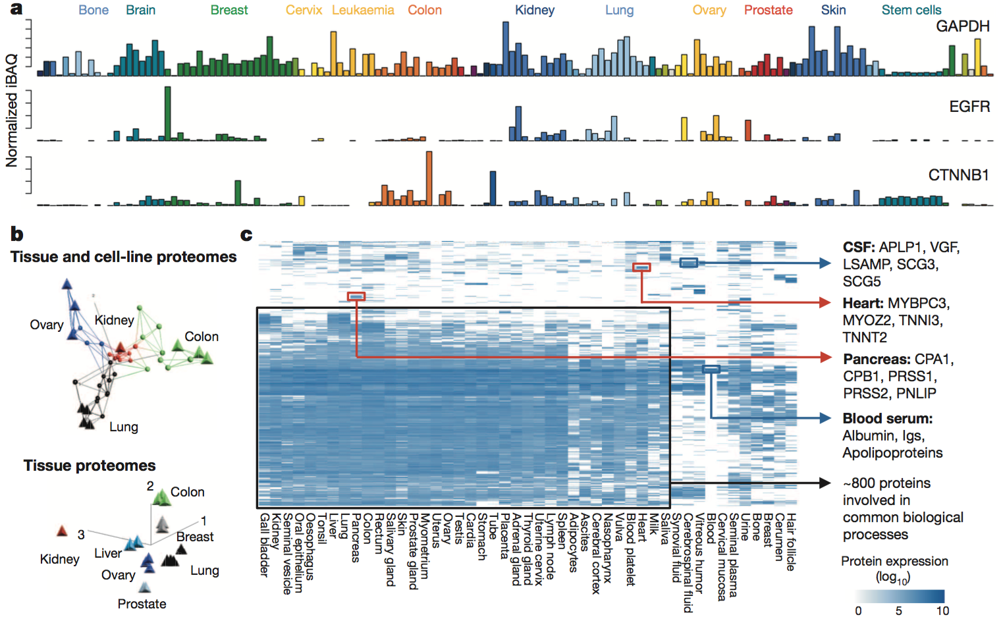 a
Bone Brain Breast Cervix Leukaemia Colon Kidney Lung Ovary Prostate Skin Stem cells
GAPDH
EGFR
CTNNB1
Normalized iBAQ
b
Tissue and cell-line proteomes
2
Ovary
Kidney
Colon
Lung
Tissue proteomes
2
Colon
1
3
Breast
Kidney
Liver
Lung
Ovary
Prostate
c
CSF: APLP1, VGF,
LSAMP, SCG3,
SCG5
Heart: MYBPC3,
MYOZ2, TNNI3,
TNNT2
Pancreas: CPA1,
CPB1, PRSS1,
PRSS2, PNLIP
Blood serum:
Albumin, Igs,
Apolipoproteins
~800 proteins
involved in
common biological
processes
Gall bladder
Kidney
Seminal vesicle
Oral epithelium
Oesophagus
Tonsil
Liver
Lung
Pancreas
Colon
Rectum
Salivary gland
Skin
Prostate gland
Myometrium
Uterus
Ovary
Testis
Cardia
Stomach
Tube
Placenta
Adrenal gland
Thyroid gland
Uterine cervix
Lymph node
Spleen
Adipocytes
Ascites
Cerebral cortex
Nasopharynx
Vulva
Blood platelet
Heart
Milk
Saliva
Synovial fluid
Cerebrospinal fluid
Vitreous humor
Blood
Cervical mucosa
Seminal plasma
Urine
Bone
Breast
Cerumen
Hair follicle
Protein expression
(log10)
0 5 10